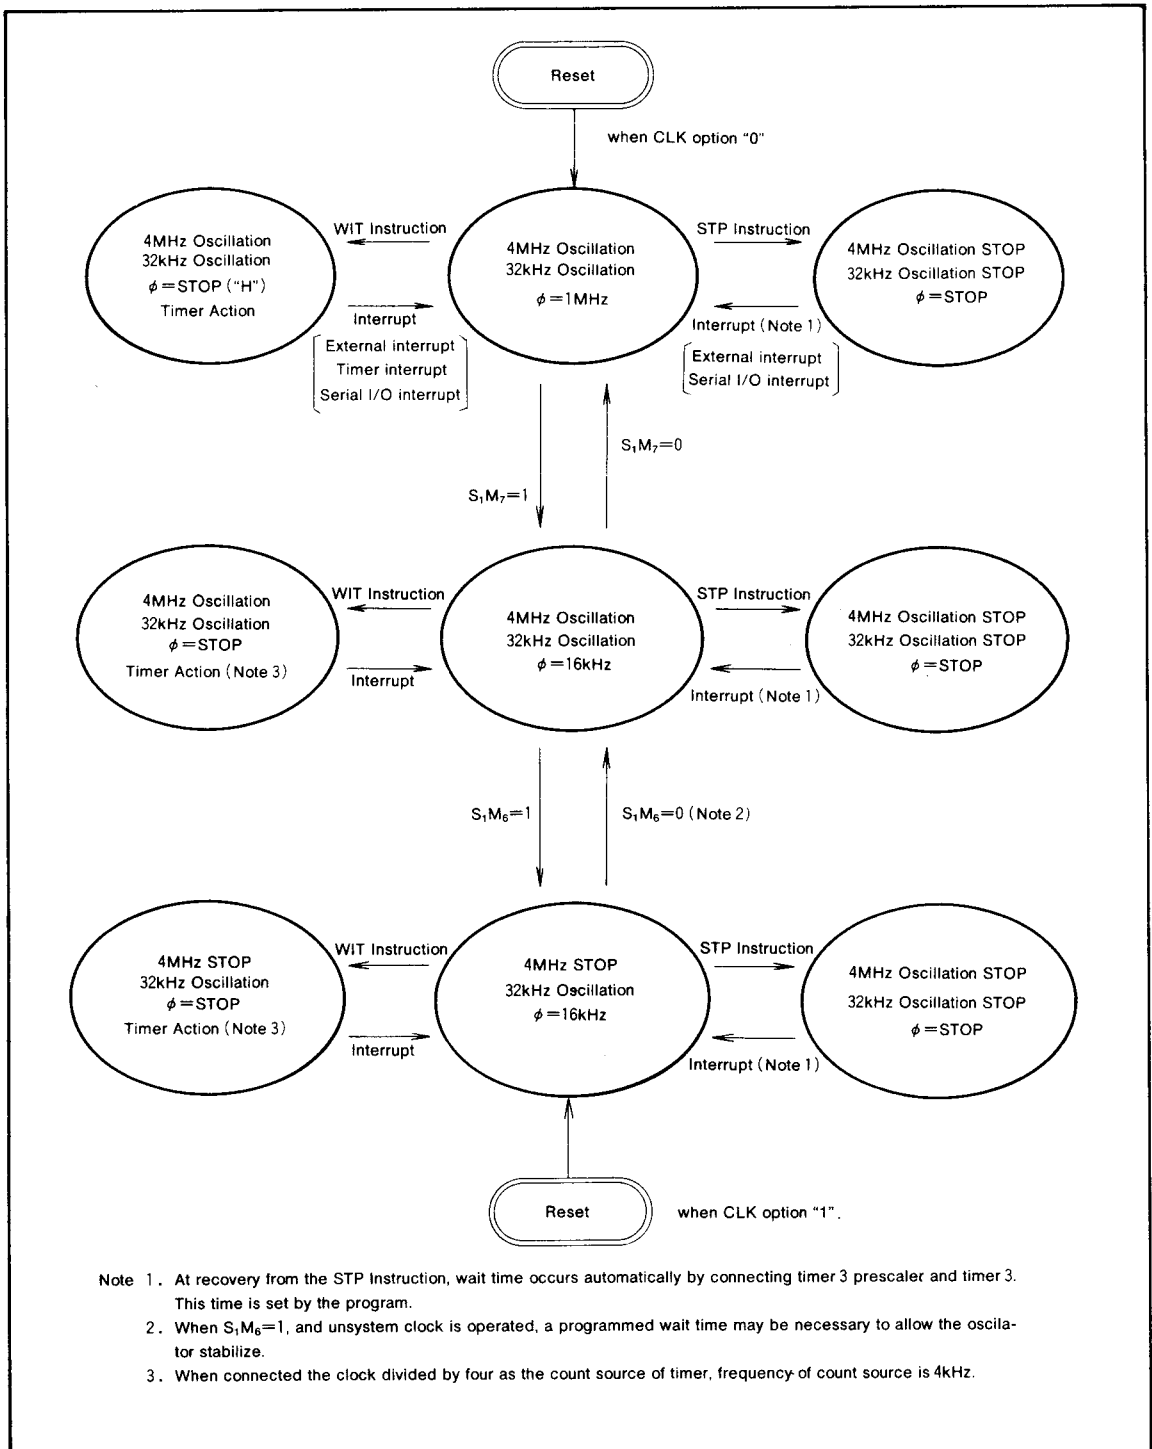 Reset
when CLK option "0"
4MHz Oscillation
32kHz Oscillation
ϕ=STOP ("H")
Timer Action
WIT Instruction
Interrupt
External interrupt
Timer interrupt
Serial I/O interrupt
4MHz Oscillation
32kHz Oscillation
ϕ=1MHz
STP Instruction
Interrupt (Note 1)
External interrupt
Serial I/O interrupt
4MHz Oscillation STOP
32kHz Oscillation STOP
ϕ=STOP
S₁M₇=1
S₁M₇=0
4MHz Oscillation
32kHz Oscillation
ϕ=STOP
Timer Action (Note 3)
WIT Instruction
Interrupt
4MHz Oscillation
32kHz Oscillation
ϕ=16kHz
STP Instruction
Interrupt (Note 1)
4MHz Oscillation STOP
32kHz Oscillation STOP
ϕ=STOP
S₁M₆=1
S₁M₆=0 (Note 2)
4MHz STOP
32kHz Oscillation
ϕ=STOP
Timer Action (Note 3)
WIT Instruction
Interrupt
4MHz STOP
32kHz Oscillation
ϕ=16kHz
STP Instruction
Interrupt (Note 1)
4MHz Oscillation STOP
32kHz Oscillation STOP
ϕ=STOP
Reset
when CLK option "1".
Note 1. At recovery from the STP Instruction, wait time occurs automatically by connecting timer 3 prescaler and timer 3.
This time is set by the program.
2. When S₁M₆=1, and unsystem clock is operated, a programmed wait time may be necessary to allow the oscila-
tor stabilize.
3. When connected the clock divided by four as the count source of timer, frequency of count source is 4kHz.